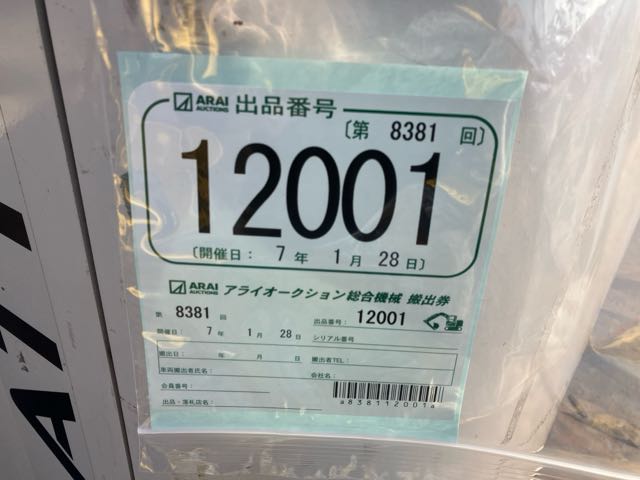 ARAI AUCTIONS 出品番号
〔第 8381 回〕
12001
〔開催日: 7 年 1 月 28 日〕
ARAI AUCTIONS アライオークション総合機械 搬出券
第 8381 回
出品番号: 12001
開催日: 7 年 1 月 28 日
シリアル番号:
搬出日: 年 月 日
搬出者TEL:
車両搬出者氏名:
会社名:
会員番号:
出品・落札店名:
a838112001a